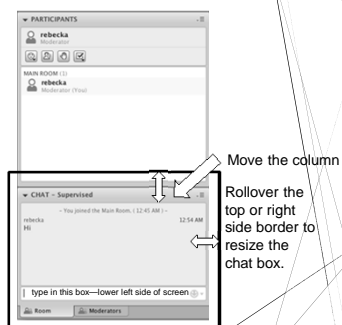 PARTICIPANTS
rebecka
Moderator
MAIN ROOM (1)
rebecka
Moderator (You)
Move the column
CHAT - Supervised
- You joined the Main Room. ( 12:45 AM ) -
rebecka 12:54 AM
Hi
Rollover the
top or right
side border to
resize the
chat box.
type in this box—lower left side of screen
Room Moderators